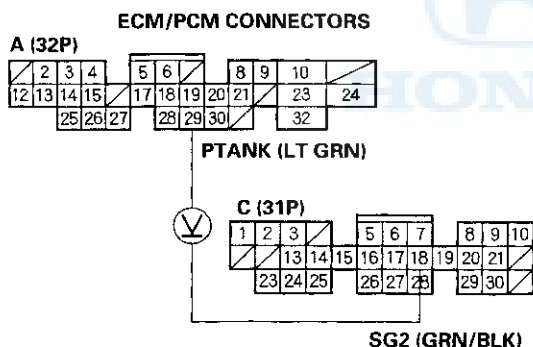 ECM/PCM CONNECTORS
A (32P)
2 3 4 5 6 8 9 10
12 13 14 15 17 18 19 20 21 23 24
25 26 27 28 29 30 32
PTANK (LT GRN)
V
C (31P)
1 2 3 5 6 7 8 9 10
13 14 15 16 17 18 19 20 21
23 24 25 26 27 28 29 30
SG2 (GRN/BLK)
HON